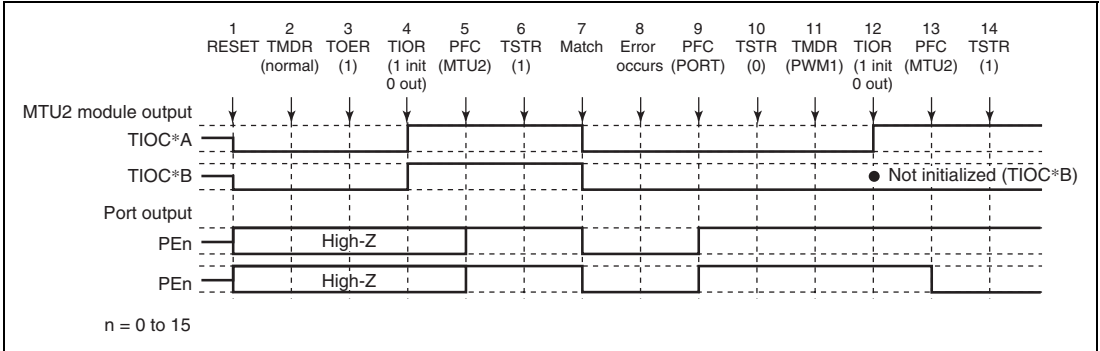 1 2 3 4 5 6 7 8 9 10 11 12 13 14
RESET TMDR TOER TIOR PFC TSTR Match Error PFC TSTR TMDR TIOR PFC TSTR
(normal) (1) (1 init (MTU2) (1) occurs (PORT) (0) (PWM1) (1 init (MTU2) (1)
0 out) 0 out)
MTU2 module output
TIOC*A
TIOC*B
● Not initialized (TIOC*B)
Port output
PEn
High-Z
PEn
High-Z
n = 0 to 15